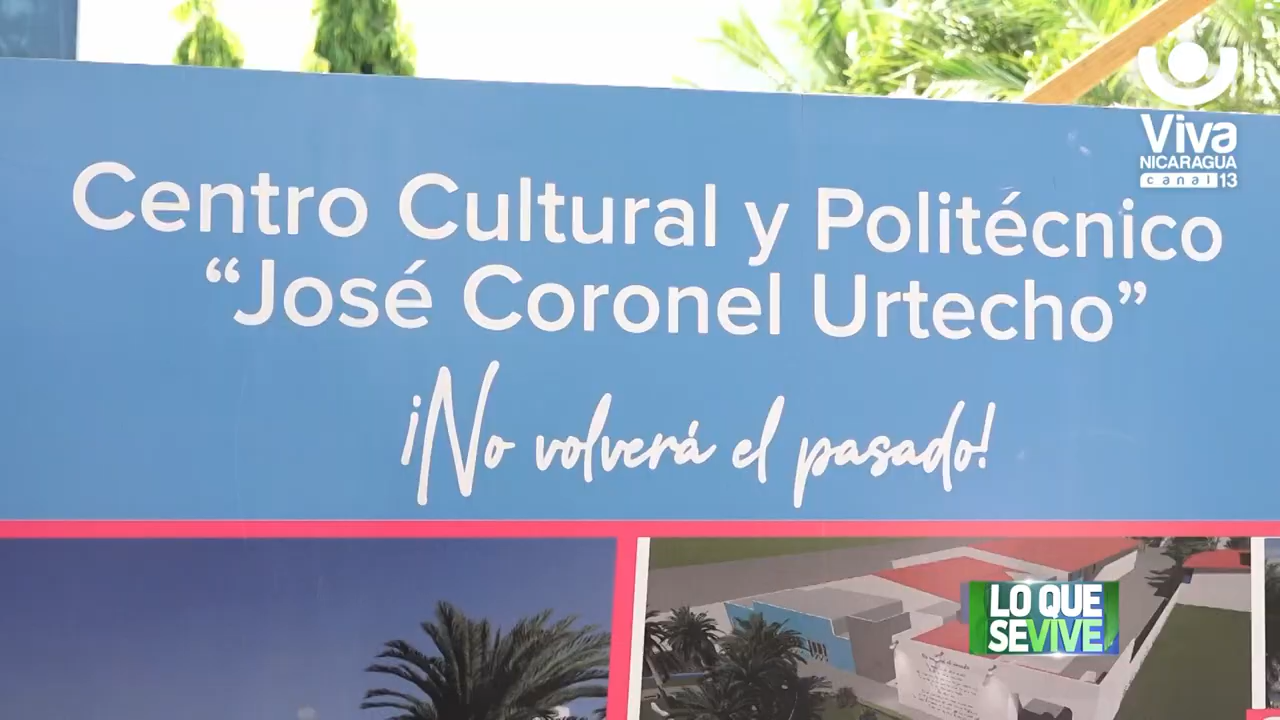 Viva
NICARAGUA
canal 13
Centro Cultural y Politécnico
“José Coronel Urtecho”
¡No volverá el pasado!
LO QUE
SE VIVE